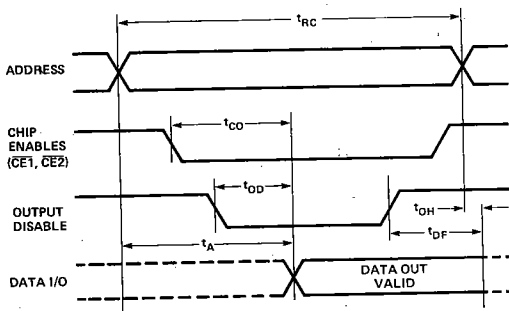 tRC
ADDRESS
CHIP
ENABLES
(CE1, CE2)
tCO
tOD
OUTPUT
DISABLE
tOH
tDF
tA
DATA I/O
DATA OUT
VALID